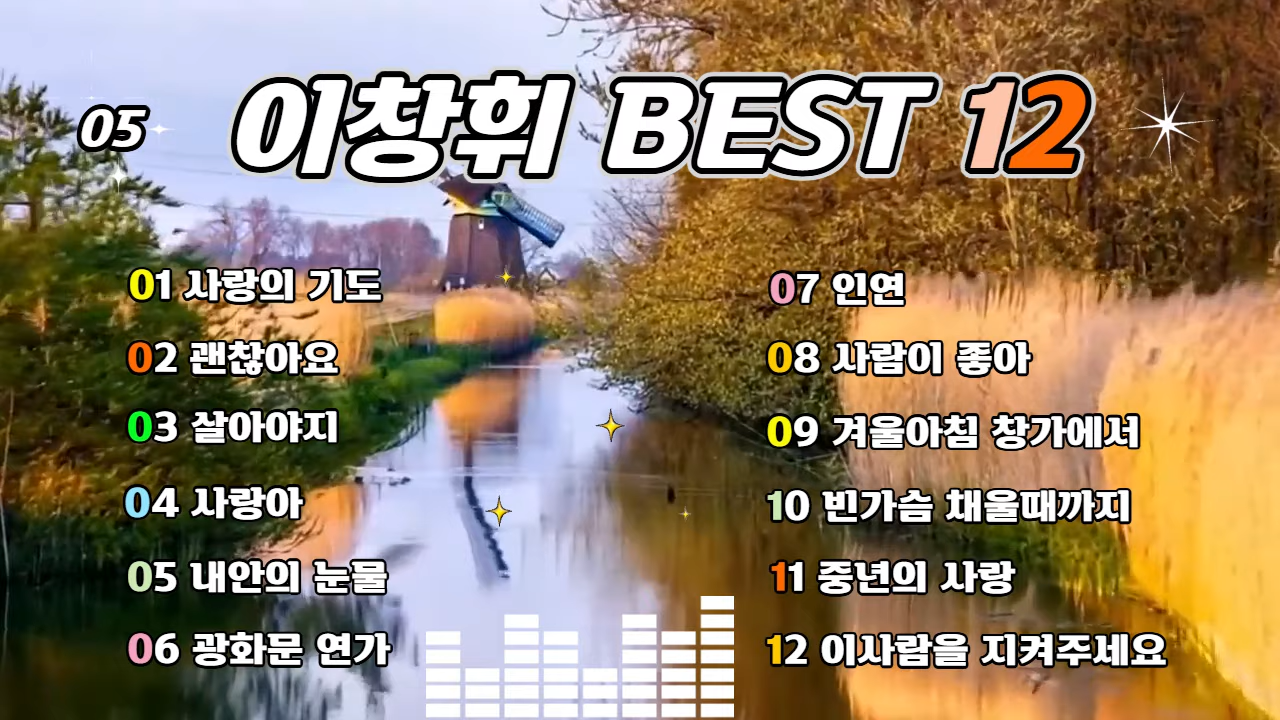 05 이창휘 BEST 12
01 사랑의 기도
02 괜찮아요
03 살아야지
04 사랑아
05 내안의 눈물
06 광화문 연가
07 인연
08 사람이 좋아
09 겨울아침 창가에서
10 빈가슴 채울때까지
11 중년의 사랑
12 이사람을 지켜주세요